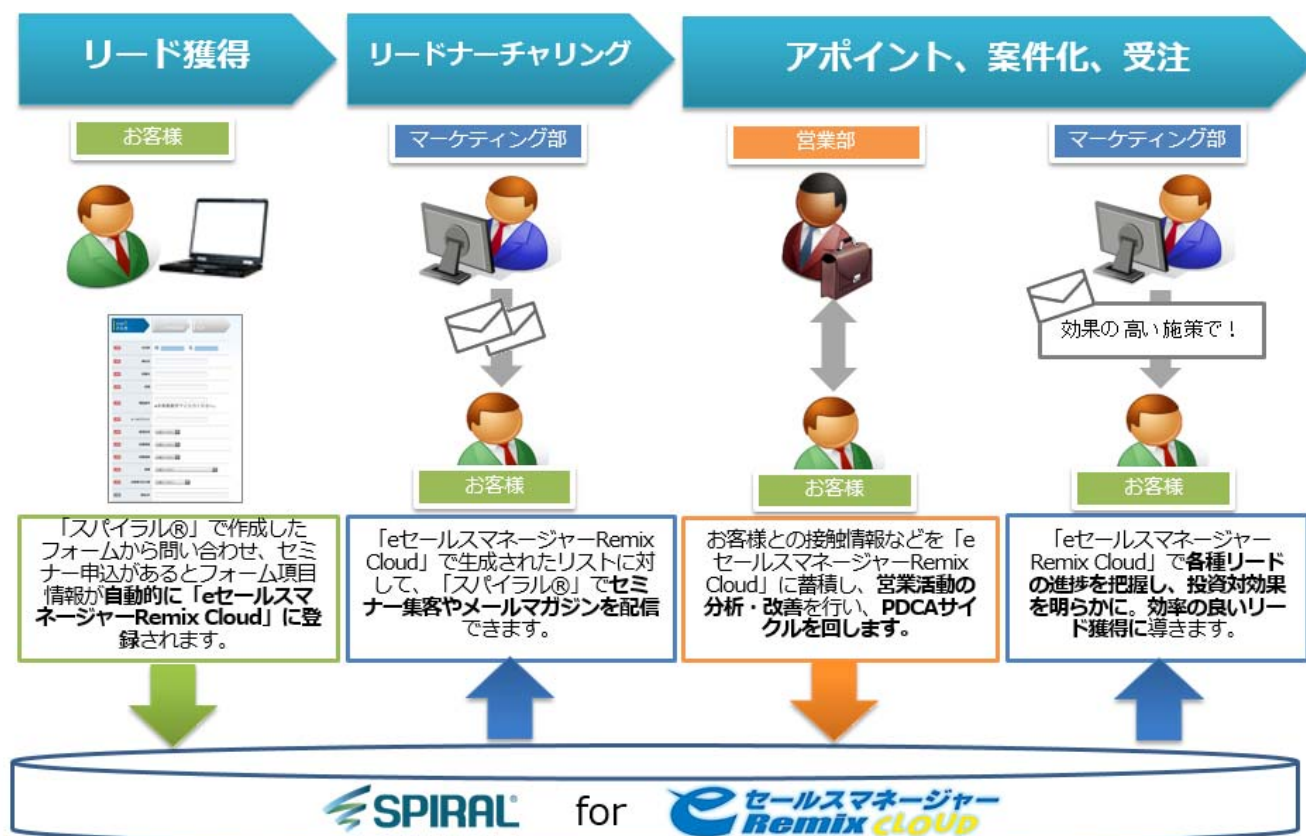 リード獲得
リードナーチャリング
アポイント、案件化、受注
お客様
マーケティング部
営業部
マーケティング部
効果の高い施策で！
お客様
お客様
お客様
「スパイラル®」で作成した
フォームから問い合わせ、セミ
ナー申込があるとフォーム項目
情報が自動的に「eセールスマ
ネージャーRemix Cloud」に登
録されます。
「eセールスマネージャーRemix
Cloud」で生成されたリストに対
して、「スパイラル®」でセミ
ナー集客やメールマガジンを配信
できます。
お客様との接触情報などを「e
セールスマネージャーRemix
Cloud」に蓄積し、営業活動の
分析・改善を行い、PDCAサイ
クルを回します。
「eセールスマネージャー
Remix Cloud」で各種リード
の進捗を把握し、投資対効果
を明らかに。効率の良いリー
ド獲得に導きます。
SPIRAL® for eセールスマネージャー
Remix CLOUD